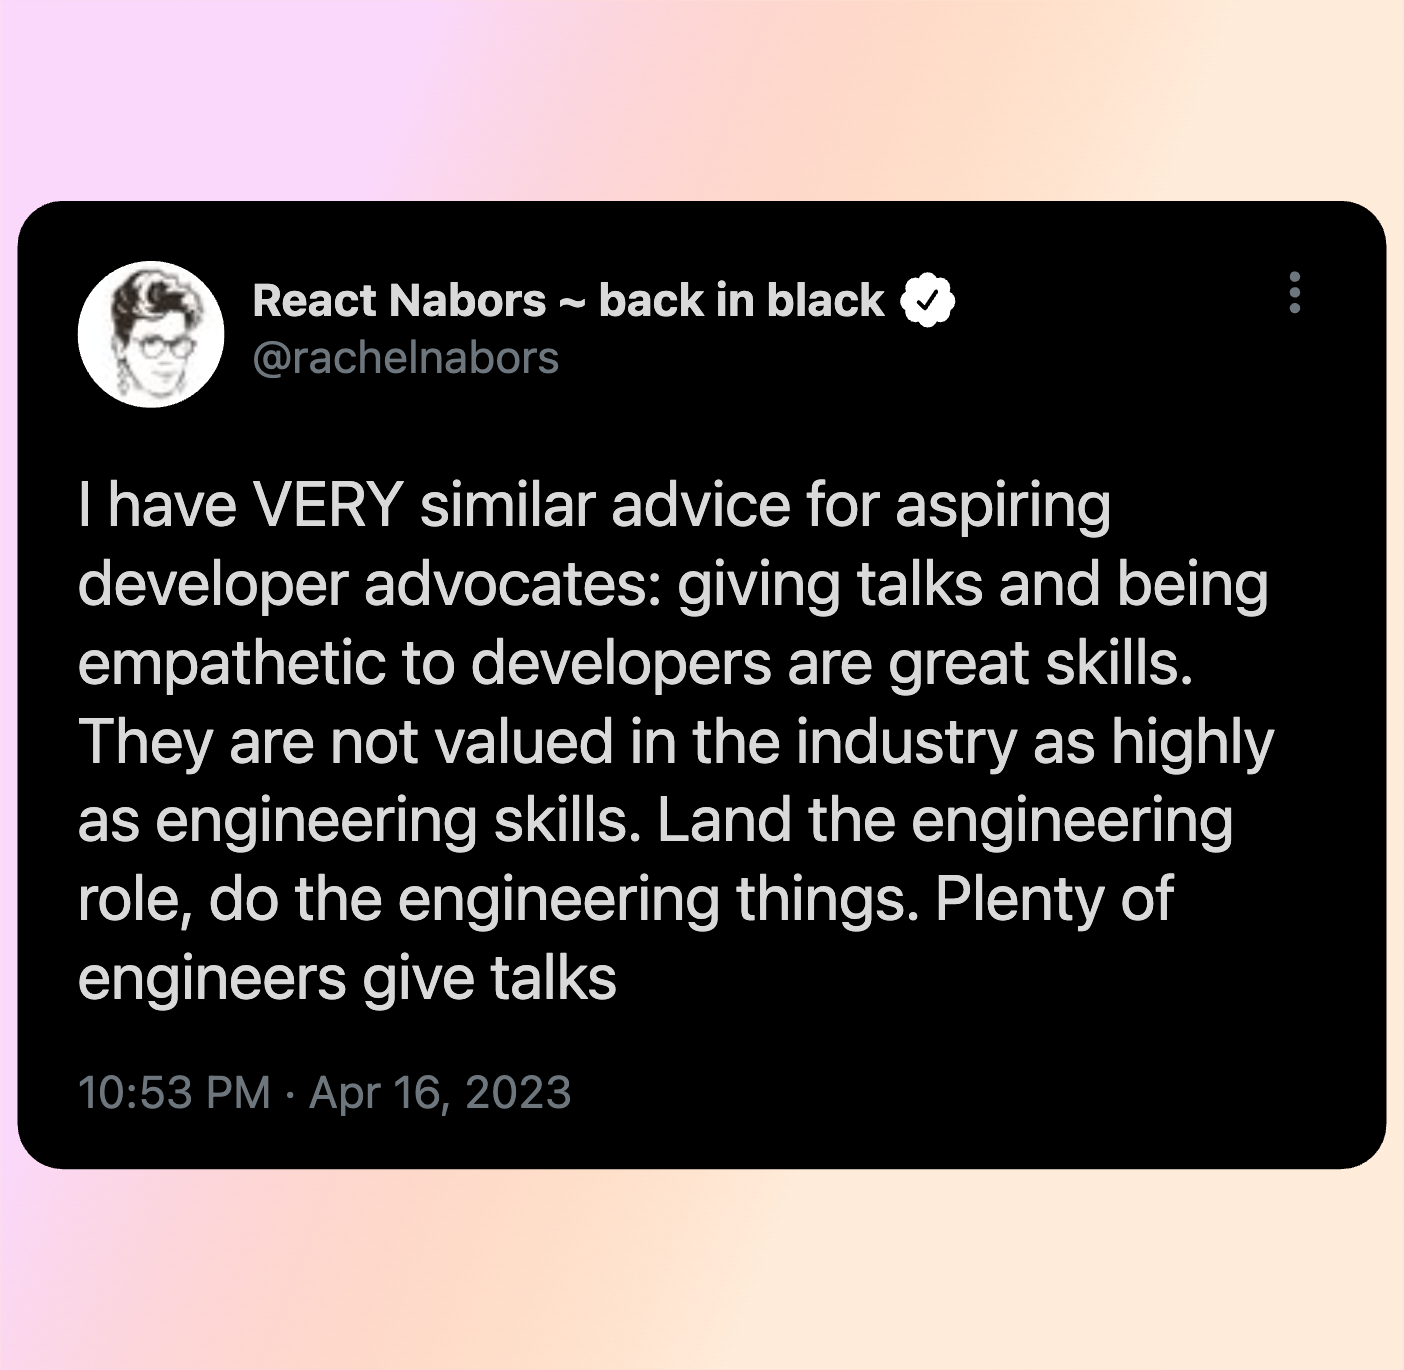 React Nabors ~ back in black
@rachelnabors
I have VERY similar advice for aspiring
developer advocates: giving talks and being
empathetic to developers are great skills.
They are not valued in the industry as highly
as engineering skills. Land the engineering
role, do the engineering things. Plenty of
engineers give talks
10:53 PM · Apr 16, 2023